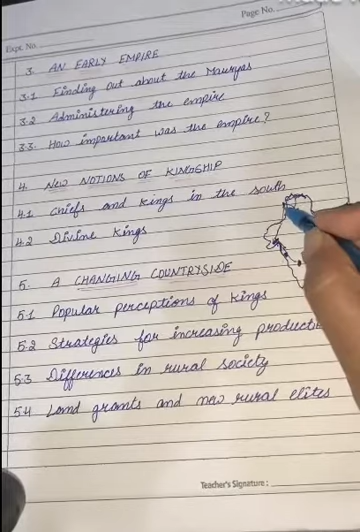 Page No.
Expt. No.
3. AN EARLY EMPIRE
3.1 Finding out about the Mauryas
3.2 Administering the empire
3.3. How important was the empire?
4. NEW NOTIONS OF KINGSHIP
4.1 Chiefs and kings in the south
4.2 Divine Kings
5. A CHANGING COUNTRYSIDE
5.1 Popular perceptions of kings
5.2 Strategies for increasing producti
5.3 Differences in rural society
5.4 Land grants and new rural elites
Teacher's Signature :